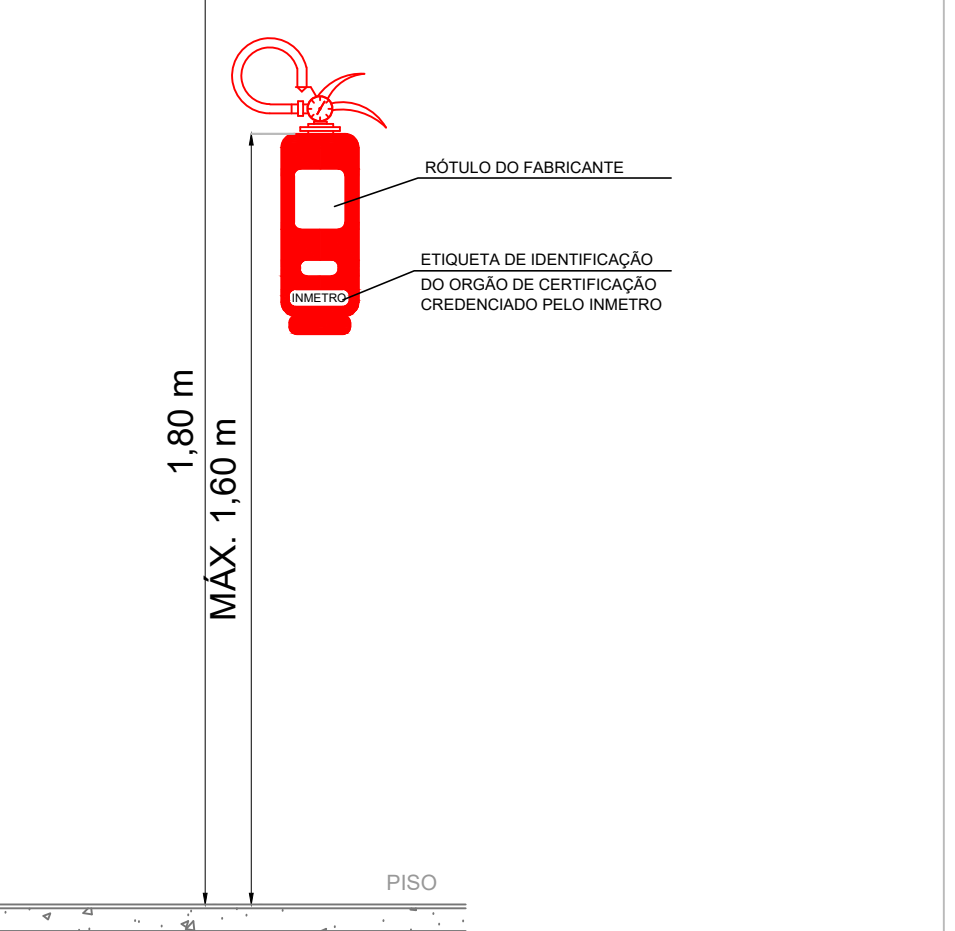 RÓTULO DO FABRICANTE
ETIQUETA DE IDENTIFICAÇÃO
DO ORGÃO DE CERTIFICAÇÃO
CREDENCIADO PELO INMETRO
INMETRO
1,80 m
MÁX. 1,60 m
PISO